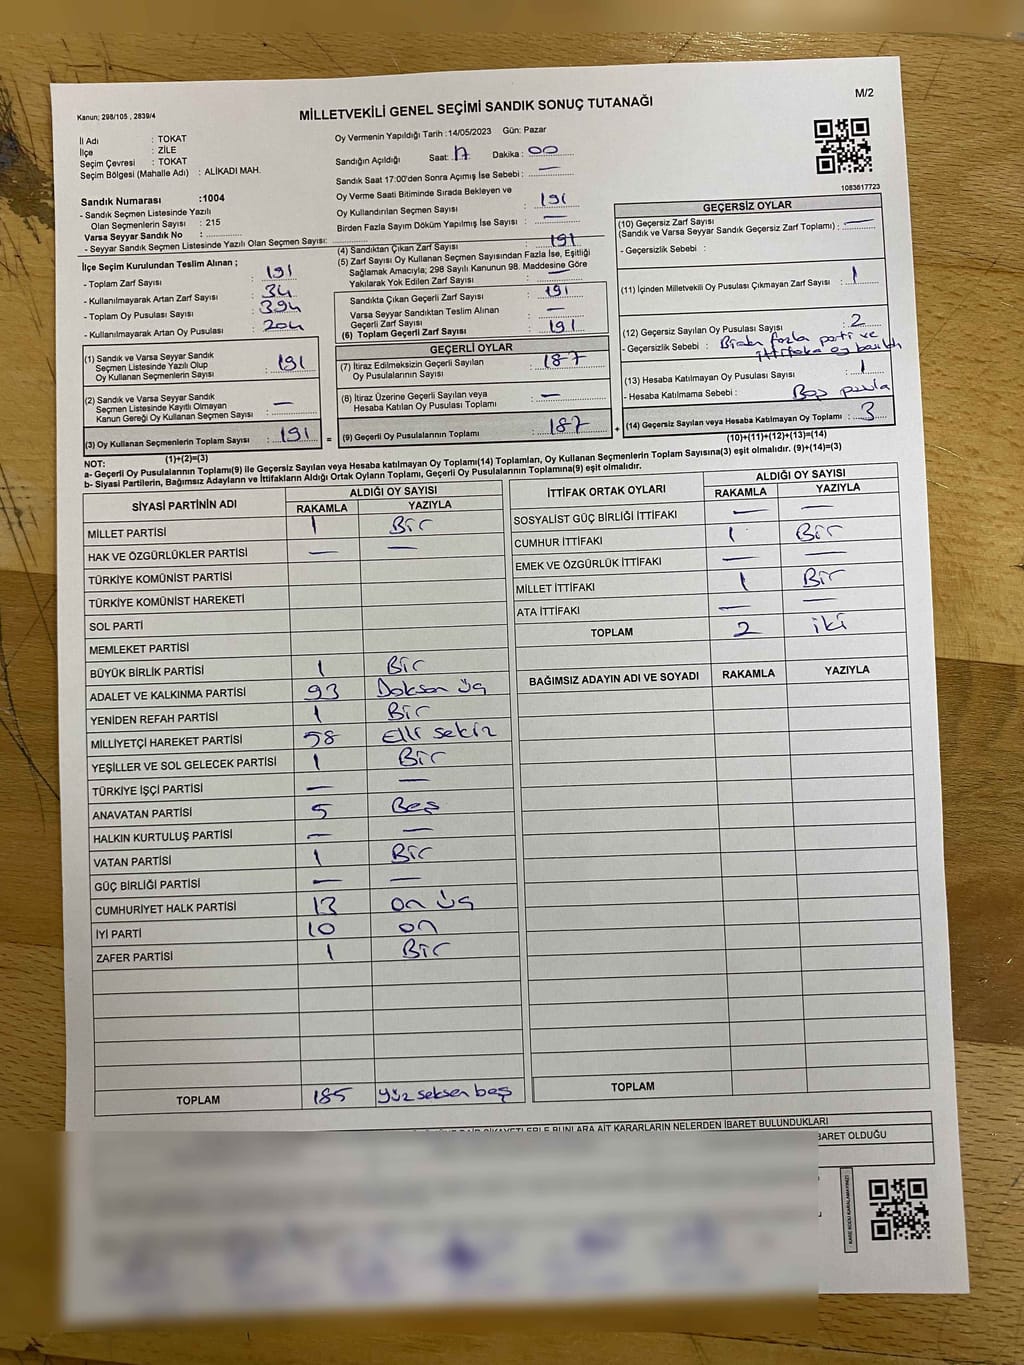 Kanun; 298/105 , 2839/4
MİLLETVEKİLİ GENEL SEÇİMİ SANDIK SONUÇ TUTANAĞI
M/2
İl Adı : TOKAT
İlçe : ZİLE
Seçim Çevresi : TOKAT
Seçim Bölgesi (Mahalle Adı) : ALİKADI MAH.
Oy Vermenin Yapıldığı Tarih :14/05/2023 Gün: Pazar
Sandığın Açıldığı Saat: 17 Dakika : 00
Sandık Saat 17:00'den Sonra Açımış İse Sebebi : —
Oy Verme Saati Bitiminde Sırada Bekleyen ve
Oy Kullandırılan Seçmen Sayısı : 191
Birden Fazla Sayım Döküm Yapılmış İse Sayısı : —
1083617723
Sandık Numarası :1004
- Sandık Seçmen Listesinde Yazılı
Olan Seçmenlerin Sayısı : 215
Varsa Seyyar Sandık No :
- Seyyar Sandık Seçmen Listesinde Yazılı Olan Seçmen Sayısı:
İlçe Seçim Kurulundan Teslim Alınan ;
- Toplam Zarf Sayısı : 191
- Kullanılmayarak Artan Zarf Sayısı : 34
- Toplam Oy Pusulası Sayısı : 394
- Kullanılmayarak Artan Oy Pusulası : 204
(1) Sandık ve Varsa Seyyar Sandık
Seçmen Listesinde Yazılı Olup
Oy Kullanan Seçmenlerin Sayısı : 191
(2) Sandık ve Varsa Seyyar Sandık
Seçmen Listesinde Kayıtlı Olmayan
Kanun Gereği Oy Kullanan Seçmen Sayısı : —
(3) Oy Kullanan Seçmenlerin Toplam Sayısı : 191
(1)+(2)=(3)
(4) Sandıktan Çıkan Zarf Sayısı : 191
(5) Zarf Sayısı Oy Kullanan Seçmen Sayısından Fazla İse, Eşitliği
Sağlamak Amacıyla; 298 Sayılı Kanunun 98. Maddesine Göre
Yakılarak Yok Edilen Zarf Sayısı : —
Sandıkta Çıkan Geçerli Zarf Sayısı : 191
Varsa Seyyar Sandıktan Teslim Alınan
Geçerli Zarf Sayısı : —
(6) Toplam Geçerli Zarf Sayısı : 191
GEÇERLİ OYLAR
(7) İtiraz Edilmeksizin Geçerli Sayılan
Oy Pusulalarının Sayısı : 187
(8) İtiraz Üzerine Geçerli Sayılan veya
Hesaba Katılan Oy Pusulası Toplamı : —
= (9) Geçerli Oy Pusulalarının Toplamı : 187 +
GEÇERSİZ OYLAR
(10) Geçersiz Zarf Sayısı : —
(Sandık ve Varsa Seyyar Sandık Geçersiz Zarf Toplamı)
- Geçersizlik Sebebi :
(11) İçinden Milletvekili Oy Pusulası Çıkmayan Zarf Sayısı : 1
(12) Geçersiz Sayılan Oy Pusulası Sayısı : 2
- Geçersizlik Sebebi : Birden fazla parti ve
ittifaka oy basıldı
(13) Hesaba Katılmayan Oy Pusulası Sayısı : 1
- Hesaba Katılmama Sebebi : Boş pusula
(14) Geçersiz Sayılan veya Hesaba Katılmayan Oy Toplamı : 3
(10)+(11)+(12)+(13)=(14)
NOT:
a- Geçerli Oy Pusulalarının Toplamı(9) ile Geçersiz Sayılan veya Hesaba katılmayan Oy Toplamı(14) Toplamları, Oy Kullanan Seçmenlerin Toplam Sayısına(3) eşit olmalıdır. (9)+(14)=(3)
b- Siyasi Partilerin, Bağımsız Adayların ve İttifakların Aldığı Ortak Oyların Toplamı, Geçerli Oy Pusulalarının Toplamına(9) eşit olmalıdır.
SİYASİ PARTİNİN ADI ALDIĞI OY SAYISI
RAKAMLA YAZIYLA
MİLLET PARTİSİ 1 Bir
HAK VE ÖZGÜRLÜKLER PARTİSİ — —
TÜRKİYE KOMÜNİST PARTİSİ
TÜRKİYE KOMÜNİST HAREKETİ
SOL PARTİ
MEMLEKET PARTİSİ
BÜYÜK BİRLİK PARTİSİ 1 Bir
ADALET VE KALKINMA PARTİSİ 93 Doksan üç
YENİDEN REFAH PARTİSİ 1 Bir
MİLLİYETÇİ HAREKET PARTİSİ 58 Elli sekiz
YEŞİLLER VE SOL GELECEK PARTİSİ 1 Bir
TÜRKİYE İŞÇİ PARTİSİ — —
ANAVATAN PARTİSİ 5 Beş
HALKIN KURTULUŞ PARTİSİ — —
VATAN PARTİSİ 1 Bir
GÜÇ BİRLİĞİ PARTİSİ — —
CUMHURİYET HALK PARTİSİ 13 on üç
İYİ PARTİ 10 on
ZAFER PARTİSİ 1 Bir
TOPLAM 185 yüz seksen beş
İTTİFAK ORTAK OYLARI ALDIĞI OY SAYISI
RAKAMLA YAZIYLA
SOSYALİST GÜÇ BİRLİĞİ İTTİFAKI — —
CUMHUR İTTİFAKI 1 Bir
EMEK VE ÖZGÜRLÜK İTTİFAKI — —
MİLLET İTTİFAKI 1 Bir
ATA İTTİFAKI — —
TOPLAM 2 iki
BAĞIMSIZ ADAYIN ADI VE SOYADI RAKAMLA YAZIYLA
TOPLAM
KARARLARIN NELERDEN İBARET BULUNDUKLARI
BARET OLDUĞU
KARE KODU KARALAMAYINIZ!